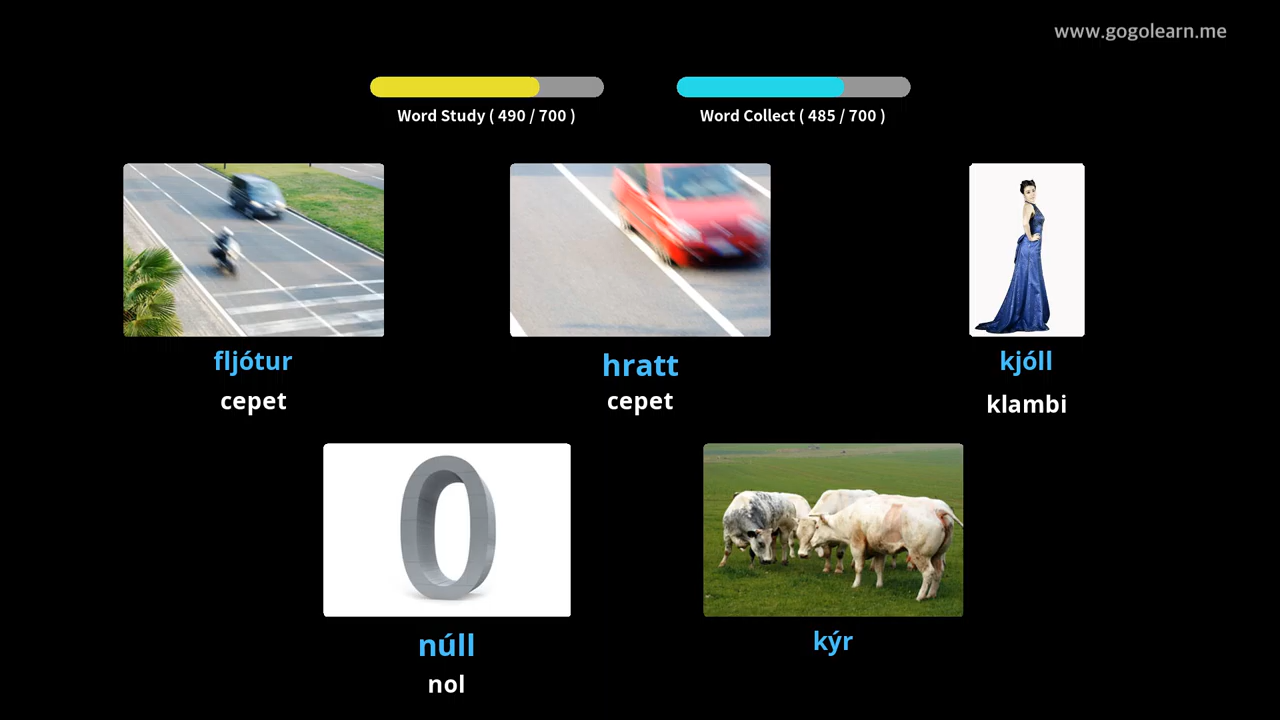 www.gogolearn.me
Word Study ( 490 / 700 )
Word Collect ( 485 / 700 )
fljótur
hratt
kjóll
cepet
cepet
klambi
núll
kýr
nol